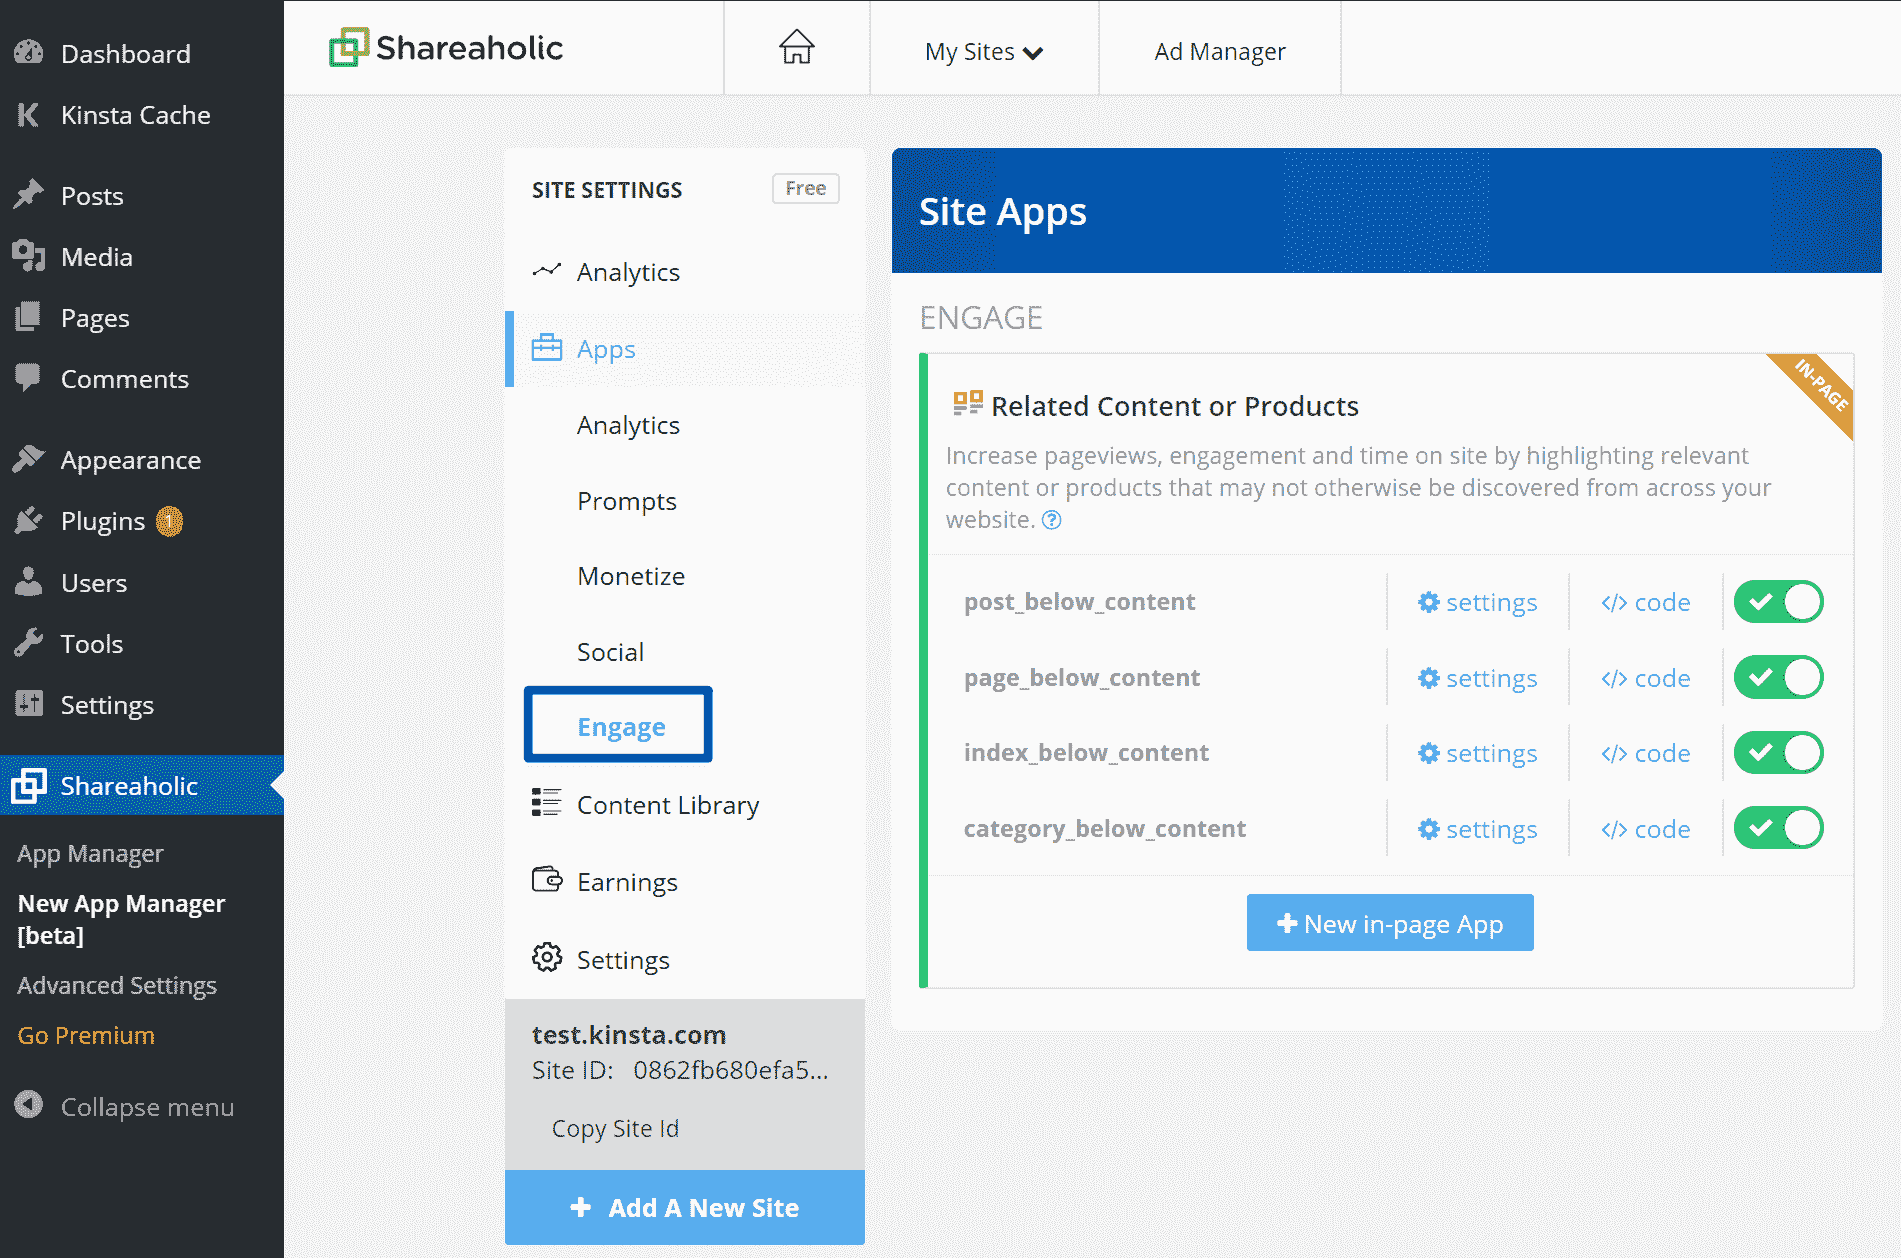 Dashboard
Kinsta Cache
Posts
Media
Pages
Comments
Appearance
Plugins 1
Users
Tools
Settings
Shareaholic
App Manager
New App Manager
[beta]
Advanced Settings
Go Premium
Collapse menu
Shareaholic
My Sites
Ad Manager
SITE SETTINGS Free
Analytics
Apps
Analytics
Prompts
Monetize
Social
Engage
Content Library
Earnings
Settings
test.kinsta.com
Site ID: 0862fb680efa5...
Copy Site Id
+ Add A New Site
Site Apps
ENGAGE
IN-PAGE
Related Content or Products
Increase pageviews, engagement and time on site by highlighting relevant
content or products that may not otherwise be discovered from across your
website. ?
post_below_content settings </> code
page_below_content settings </> code
index_below_content settings </> code
category_below_content settings </> code
+ New in-page App